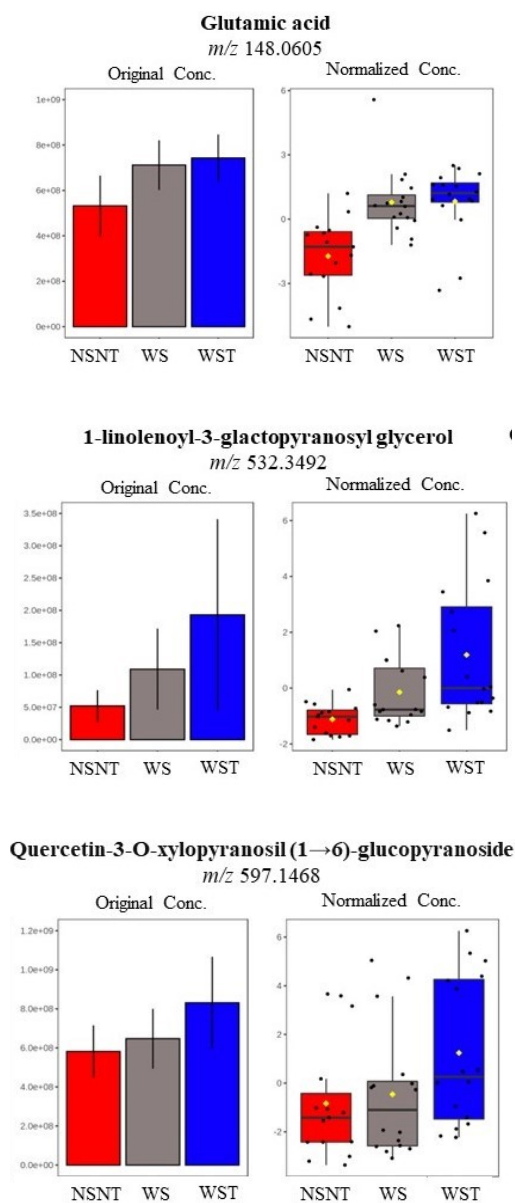 Glutamic acid
m/z 148.0605
Original Conc. Normalized Conc.
1e+09
8e+08
6e+08
4e+08
2e+08
0e+00
6
3
0
-3
NSNT WS WST NSNT WS WST
1-linolenoyl-3-glactopyranosyl glycerol
m/z 532.3492
Original Conc. Normalized Conc.
3.5e+08
3.0e+08
2.5e+08
2.0e+08
1.5e+08
1.0e+08
5.0e+07
0.0e+00
6
4
2
0
-2
NSNT WS WST NSNT WS WST
Quercetin-3-O-xylopyranosil (1→6)-glucopyranoside
m/z 597.1468
Original Conc. Normalized Conc.
1.2e+09
1.0e+09
8.0e+08
6.0e+08
4.0e+08
2.0e+08
0.0e+00
6
4
2
0
-2
NSNT WS WST NSNT WS WST